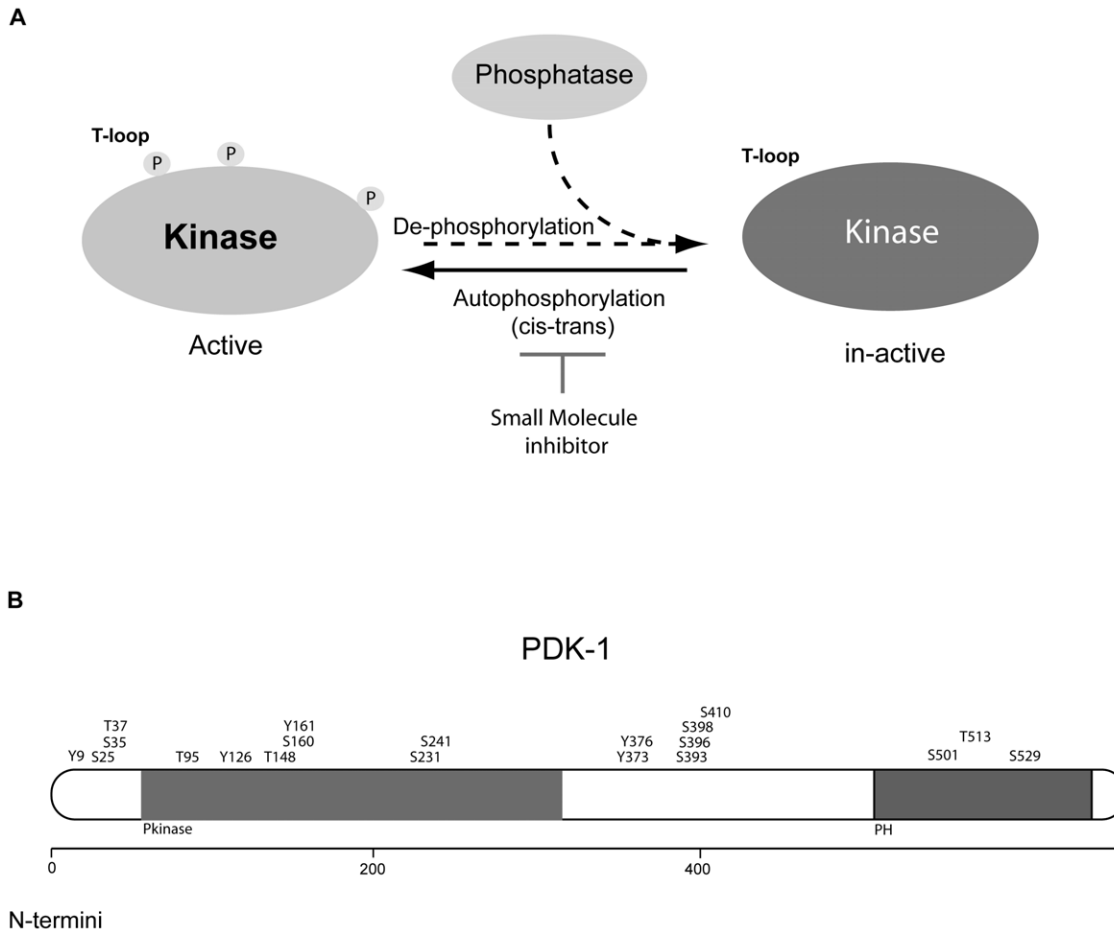 A
Phosphatase
T-loop
P
P
P
Kinase
Active
De-phosphorylation
Autophosphorylation
(cis-trans)
Small Molecule
inhibitor
T-loop
Kinase
in-active
B
PDK-1
S410
T37 Y161 S398 T513
S35 S160 S241 Y376 S396
Y9 S25 T95 Y126 T148 S231 Y373 S393 S501 S529
Pkinase PH
0 200 400
N-termini